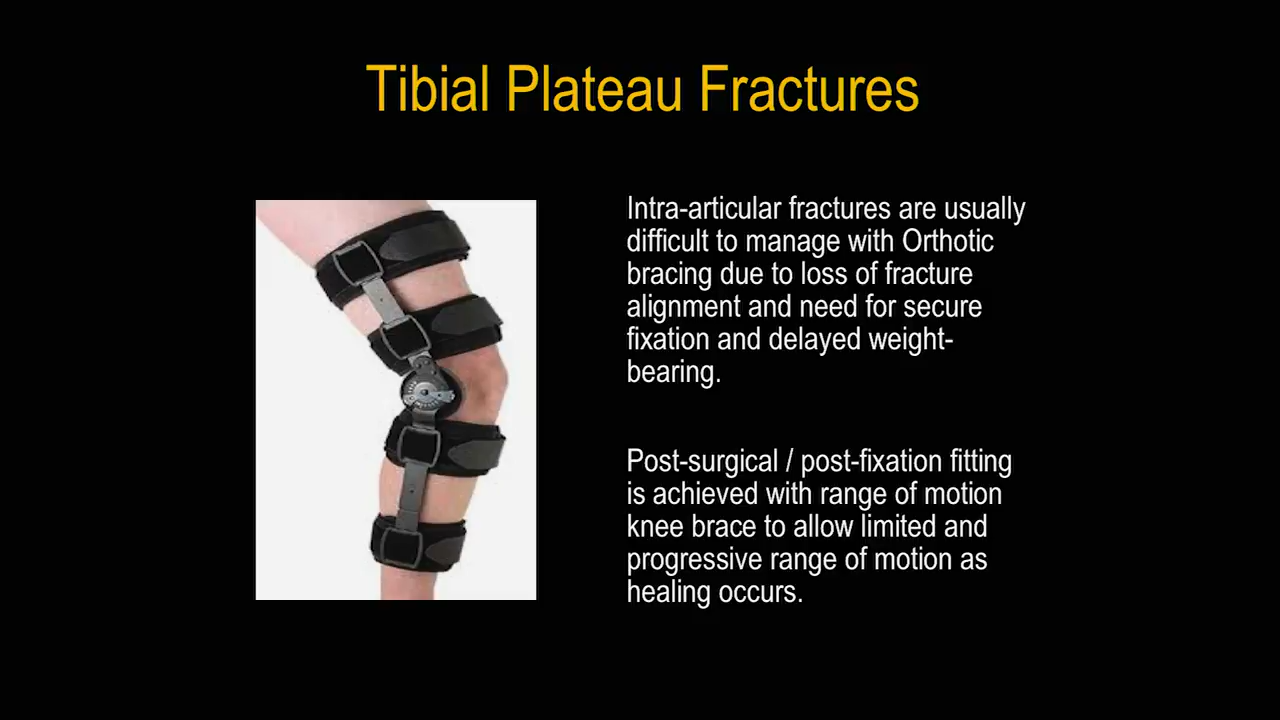 Tibial Plateau Fractures
Intra-articular fractures are usually
difficult to manage with Orthotic
bracing due to loss of fracture
alignment and need for secure
fixation and delayed weight-
bearing.
Post-surgical / post-fixation fitting
is achieved with range of motion
knee brace to allow limited and
progressive range of motion as
healing occurs.